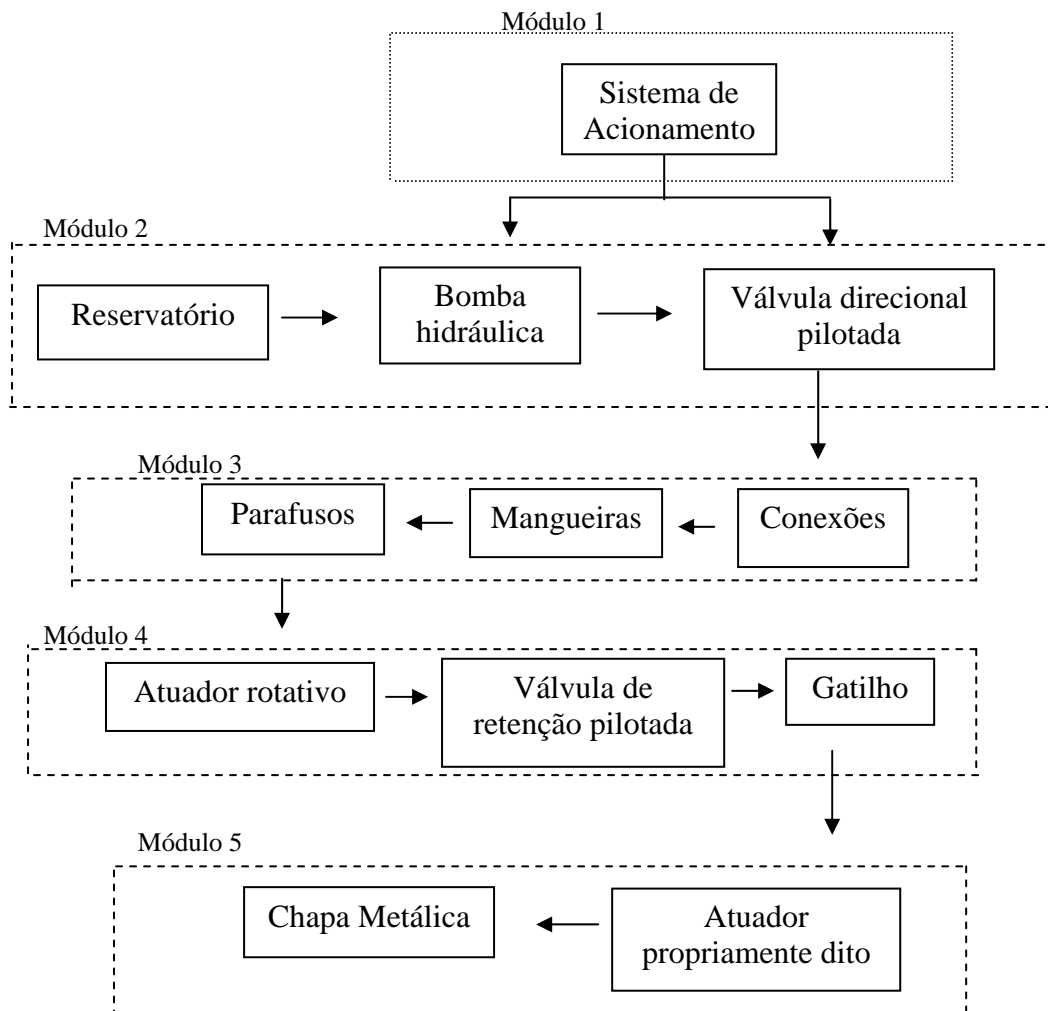 Módulo 1
Sistema de
Acionamento
Módulo 2
Reservatório
Bomba
hidráulica
Válvula direcional
pilotada
Módulo 3
Parafusos
Mangueiras
Conexões
Módulo 4
Atuador rotativo
Válvula de
retenção pilotada
Gatilho
Módulo 5
Chapa Metálica
Atuador
propriamente dito